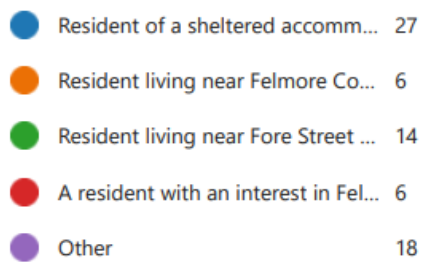 Resident of a sheltered accomm... 27
Resident living near Felmore Co... 6
Resident living near Fore Street ... 14
A resident with an interest in Fel... 6
Other 18